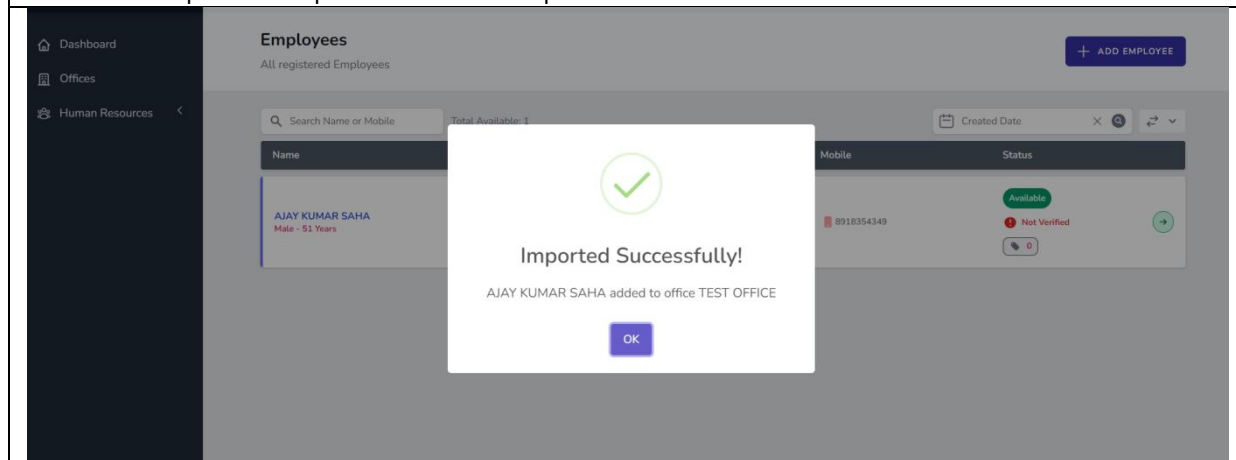 Dashboard
Offices
Human Resources
Employees
All registered Employees
+ ADD EMPLOYEE
Search Name or Mobile
Total Available: 1
Created Date
Name
Mobile
Status
AJAY KUMAR SAHA
Male - 51 Years
8918354349
Available
Not Verified
0
Imported Successfully!
AJAY KUMAR SAHA added to office TEST OFFICE
OK